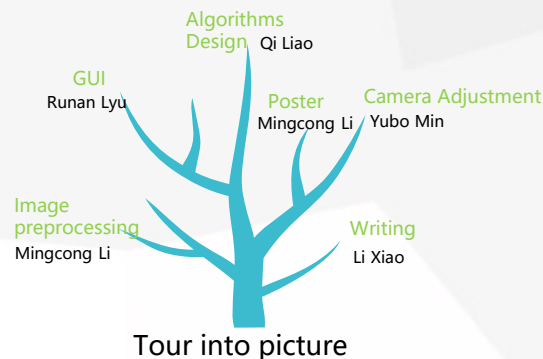 Algorithms
Design Qi Liao
GUI
Runan Lyu
Poster
Mingcong Li
Camera Adjustment
Yubo Min
Image
preprocessing
Mingcong Li
Writing
Li Xiao
Tour into picture